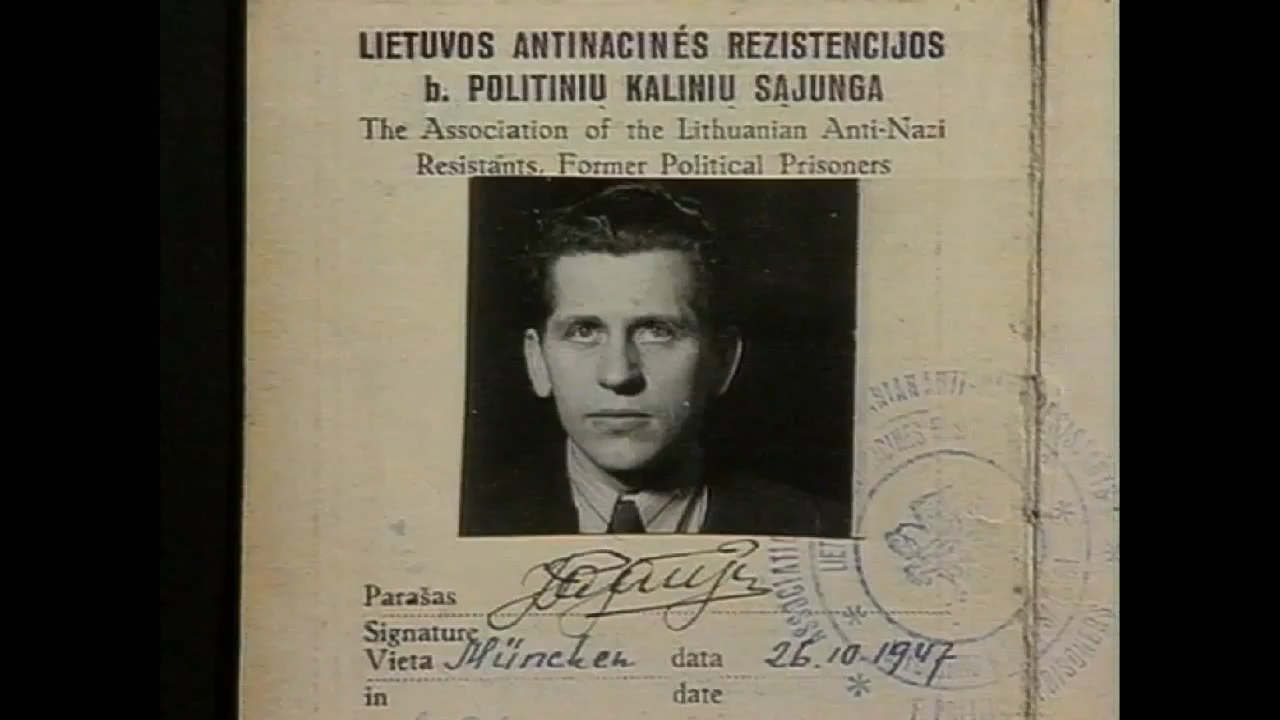 LIETUVOS ANTINACINĖS REZISTENCIJOS
b. POLITINIŲ KALINIŲ SĄJUNGA
The Association of the Lithuanian Anti-Nazi
Resistants, Former Political Prisoners
Parašas
Signature
Vieta München data 26.10.1947
in date
ASSOCIATI